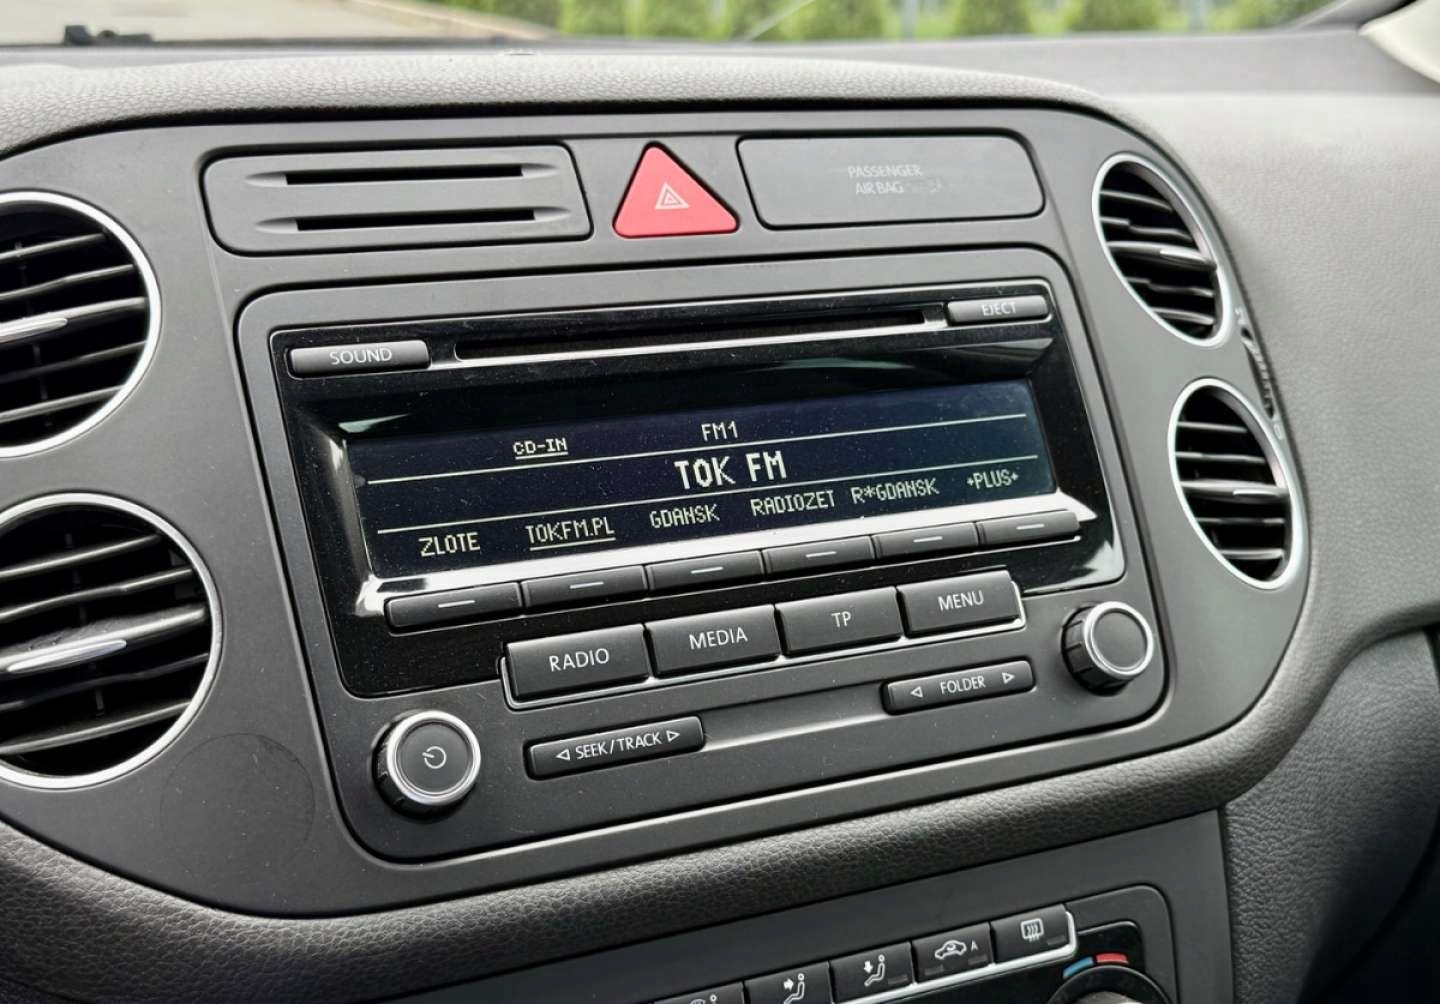 PASSENGER
AIR BAG
EJECT
SOUND
CD-IN FM1
TOK FM
ZLOTE TOKFM.PL GDANSK RADIOZET R*GDANSK +PLUS+
RADIO MEDIA TP MENU
FOLDER
SEEK/TRACK
A